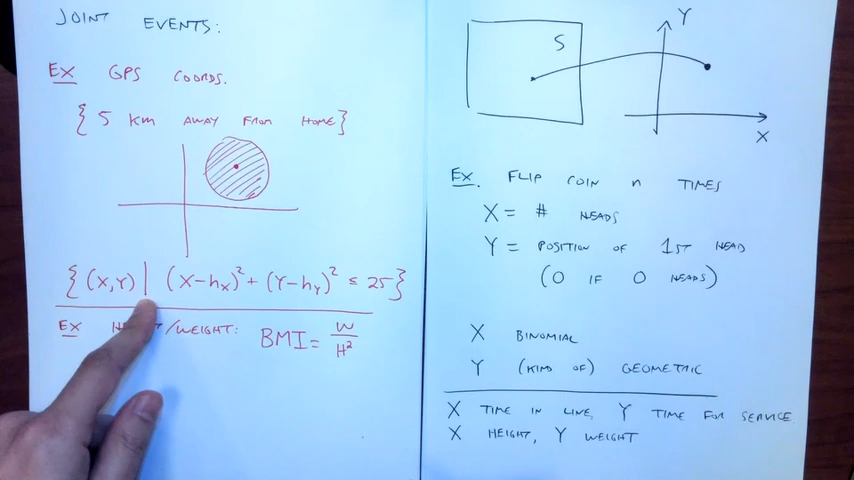 JOINT EVENTS:
EX GPS COORDS.
{ 5 KM AWAY FROM HOME }
{ (X,Y) | (X-hX)² + (Y-hY)² ≤ 25 }
EX /WEIGHT: BMI = W/H²
S
Y
X
EX. FLIP COIN n TIMES
X = # HEADS
Y = POSITION OF 1ST HEAD
(0 IF 0 HEADS)
X BINOMIAL
Y (KIND OF) GEOMETRIC
X TIME IN LINE, Y TIME FOR SERVICE
X HEIGHT, Y WEIGHT